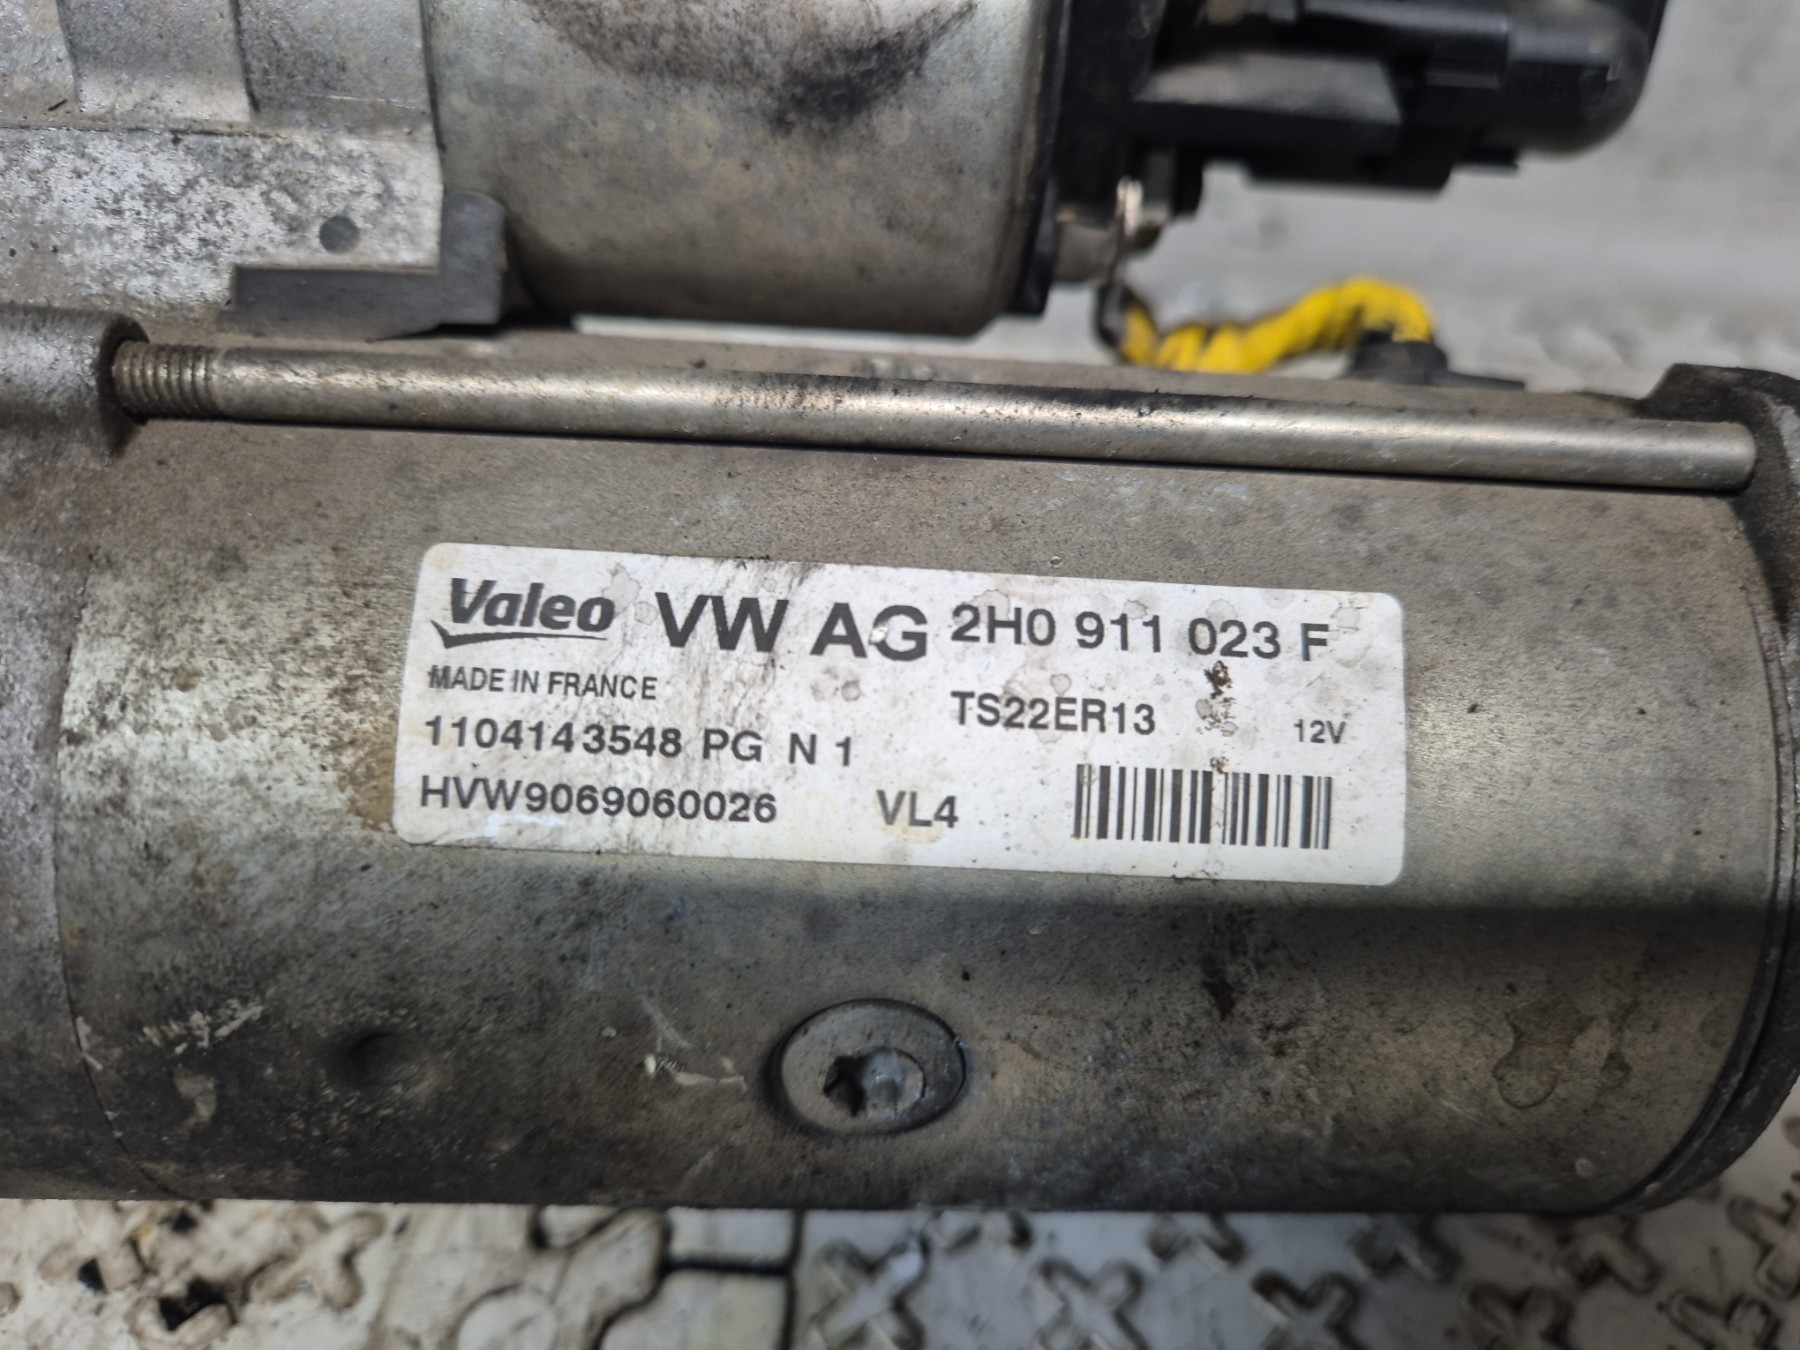 Valeo VW AG 2H0 911 023 F
MADE IN FRANCE
TS22ER13 12V
1104143548 PG N 1
HVW9069060026 VL4